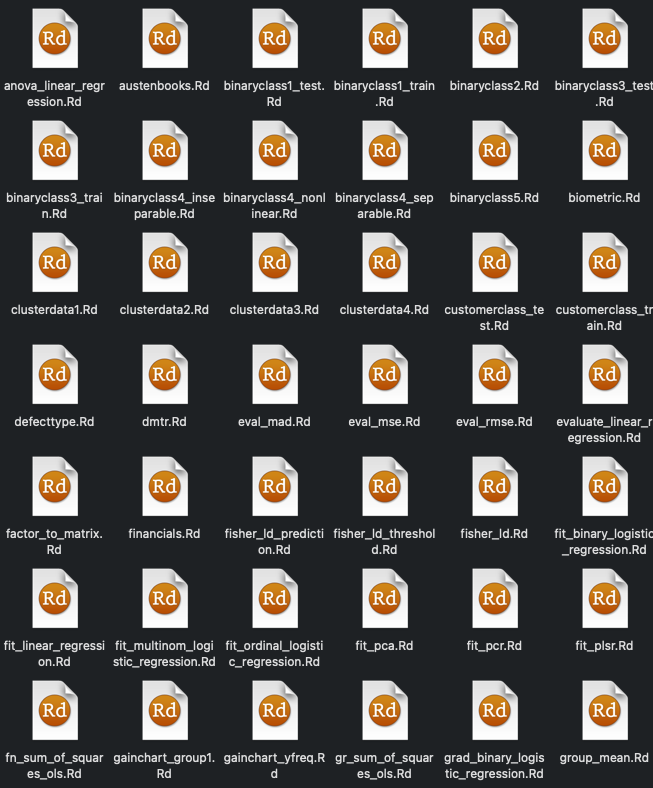 Rd Rd Rd Rd Rd Rd
anova_linear_regr austenbooks.Rd binaryclass1_test. binaryclass1_train binaryclass2.Rd binaryclass3_test
ession.Rd Rd .Rd .Rd
Rd Rd Rd Rd Rd Rd
binaryclass3_trai binaryclass4_inse binaryclass4_nonl binaryclass4_sep binaryclass5.Rd biometric.Rd
n.Rd parable.Rd inear.Rd arable.Rd
Rd Rd Rd Rd Rd Rd
clusterdata1.Rd clusterdata2.Rd clusterdata3.Rd clusterdata4.Rd customerclass_te customerclass_tr
st.Rd ain.Rd
Rd Rd Rd Rd Rd Rd
defecttype.Rd dmtr.Rd eval_mad.Rd eval_mse.Rd eval_rmse.Rd evaluate_linear_r
egression.Rd
Rd Rd Rd Rd Rd Rd
factor_to_matrix. financials.Rd fisher_ld_predicti fisher_ld_threshol fisher_ld.Rd fit_binary_logistic
Rd on.Rd d.Rd _regression.Rd
Rd Rd Rd Rd Rd Rd
fit_linear_regressi fit_multinom_logi fit_ordinal_logisti fit_pca.Rd fit_pcr.Rd fit_plsr.Rd
on.Rd stic_regression.Rd c_regression.Rd
Rd Rd Rd Rd Rd Rd
fn_sum_of_squar gainchart_group1. gainchart_yfreq.R gr_sum_of_squar grad_binary_logis group_mean.Rd
es_ols.Rd Rd d es_ols.Rd tic_regression.Rd